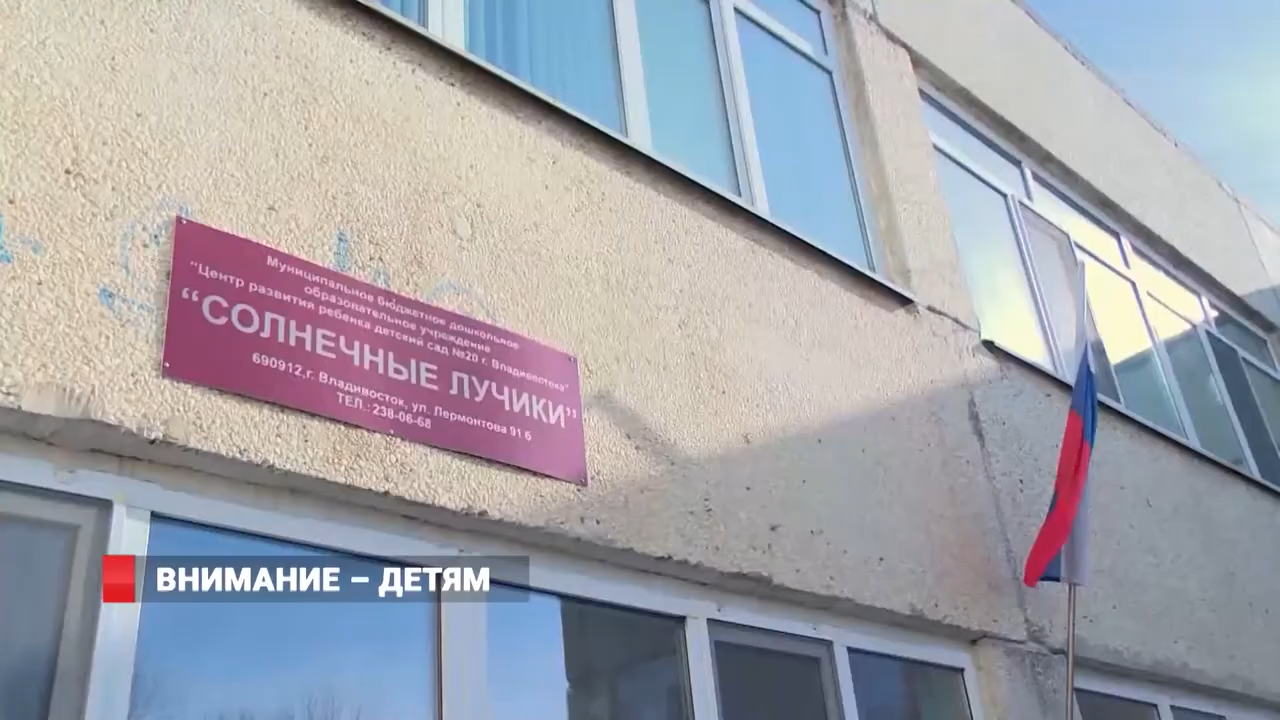 Муниципальное бюджетное дошкольное
образовательное учреждение
"Центр развития ребенка детский сад №20 г. Владивостока"
“СОЛНЕЧНЫЕ ЛУЧИКИ”
690912,г. Владивосток, ул. Лермонтова 91 б
ТЕЛ.: 238-06-68
ВНИМАНИЕ – ДЕТЯМ